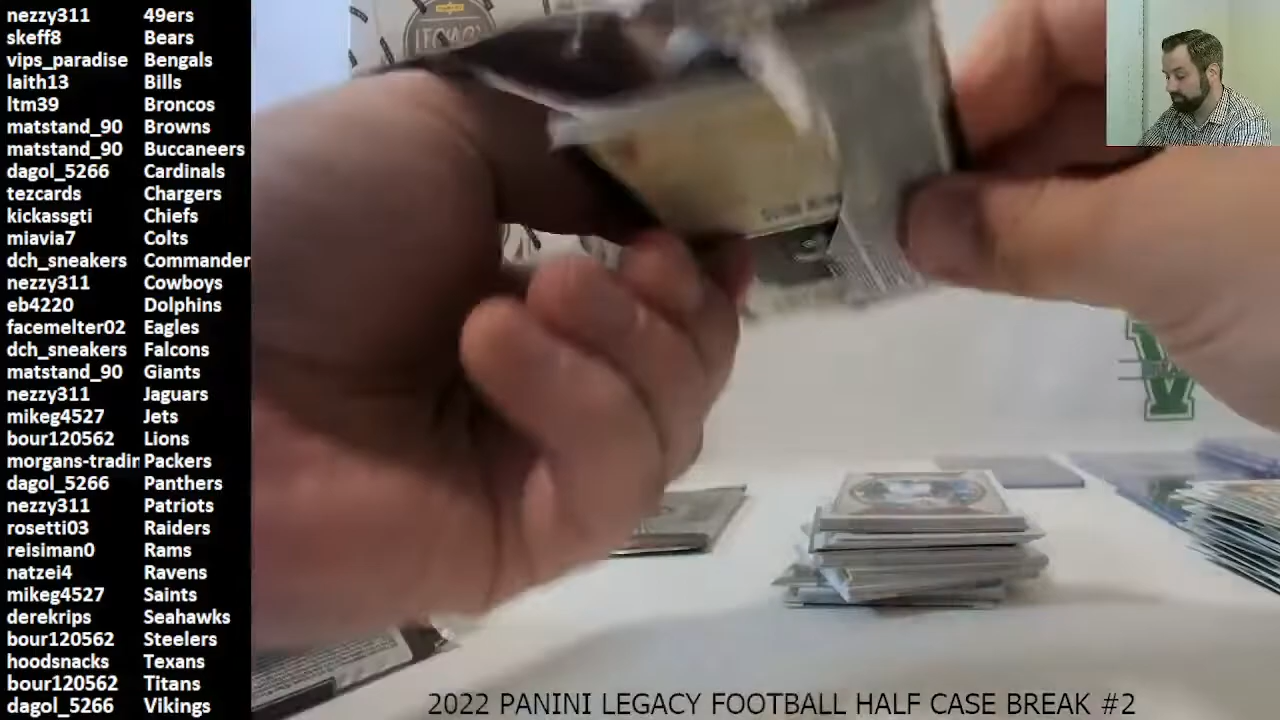 nezzy311 49ers
skeff8 Bears
vips_paradise Bengals
laith13 Bills
ltm39 Broncos
matstand_90 Browns
matstand_90 Buccaneers
dagol_5266 Cardinals
tezcards Chargers
kickassgti Chiefs
miavia7 Colts
dch_sneakers Commander
nezzy311 Cowboys
eb4220 Dolphins
facemelter02 Eagles
dch_sneakers Falcons
matstand_90 Giants
nezzy311 Jaguars
mikeg4527 Jets
bour120562 Lions
morgans-tradin Packers
dagol_5266 Panthers
nezzy311 Patriots
rosetti03 Raiders
reisiman0 Rams
natzei4 Ravens
mikeg4527 Saints
derekrips Seahawks
bour120562 Steelers
hoodsnacks Texans
bour120562 Titans
dagol_5266 Vikings
LEGACY
2022 PANINI LEGACY FOOTBALL HALF CASE BREAK #2